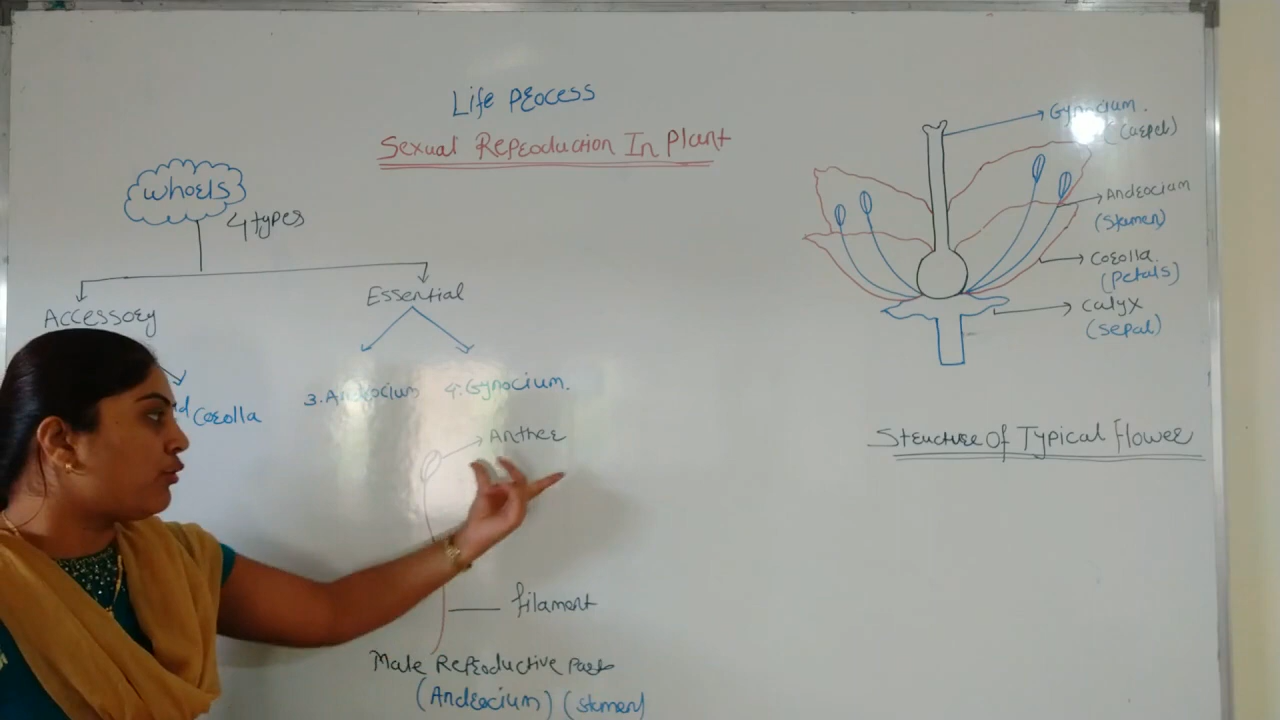 Life Process
Sexual Reproduction In Plant
whorls
4 types
Accessory
Essential
Corolla
3. Androcium 4. Gynocium.
Anther
filament
Male Reproductive Part
(Androcium) (Stamen)
Gynocium.
(Carpel)
Androcium
(Stamen)
Corolla.
(Petals)
Calyx
(Sepal)
Structure Of Typical Flower